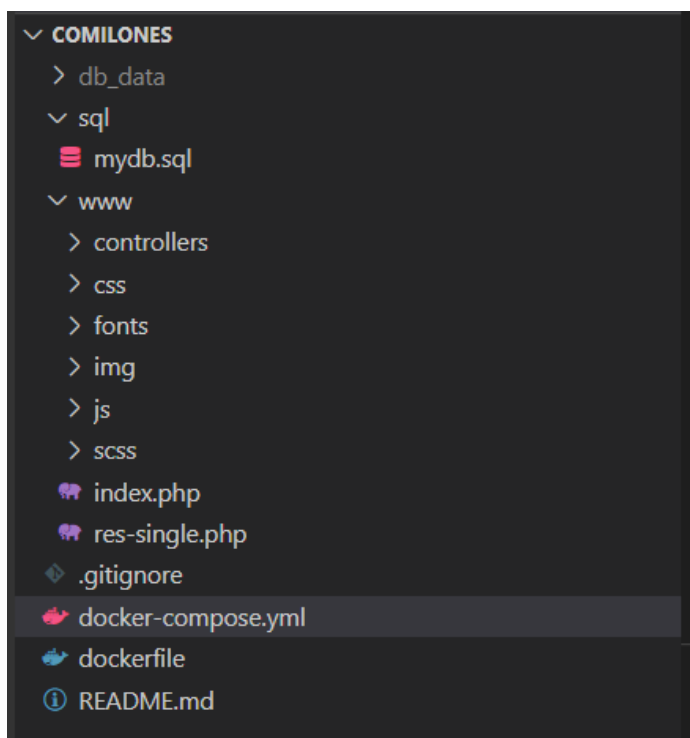 COMILONES
db_data
sql
mydb.sql
www
controllers
css
fonts
img
js
scss
index.php
res-single.php
.gitignore
docker-compose.yml
dockerfile
README.md